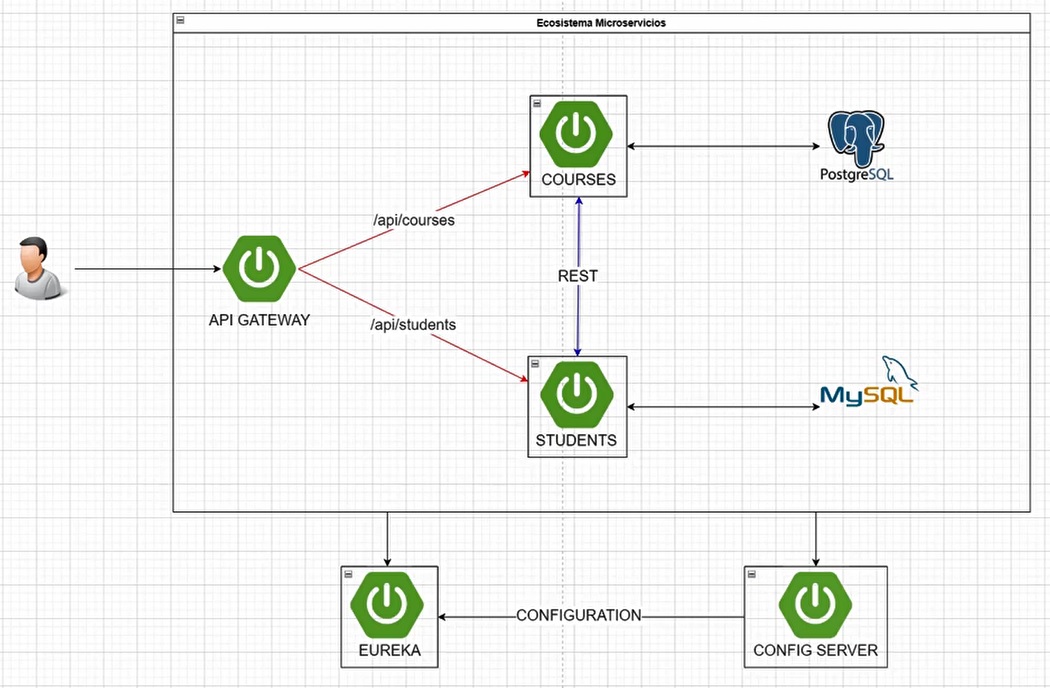 Ecosistema Microservicios
COURSES
PostgreSQL
/api/courses
REST
API GATEWAY
/api/students
MySQL
STUDENTS
CONFIGURATION
EUREKA
CONFIG SERVER